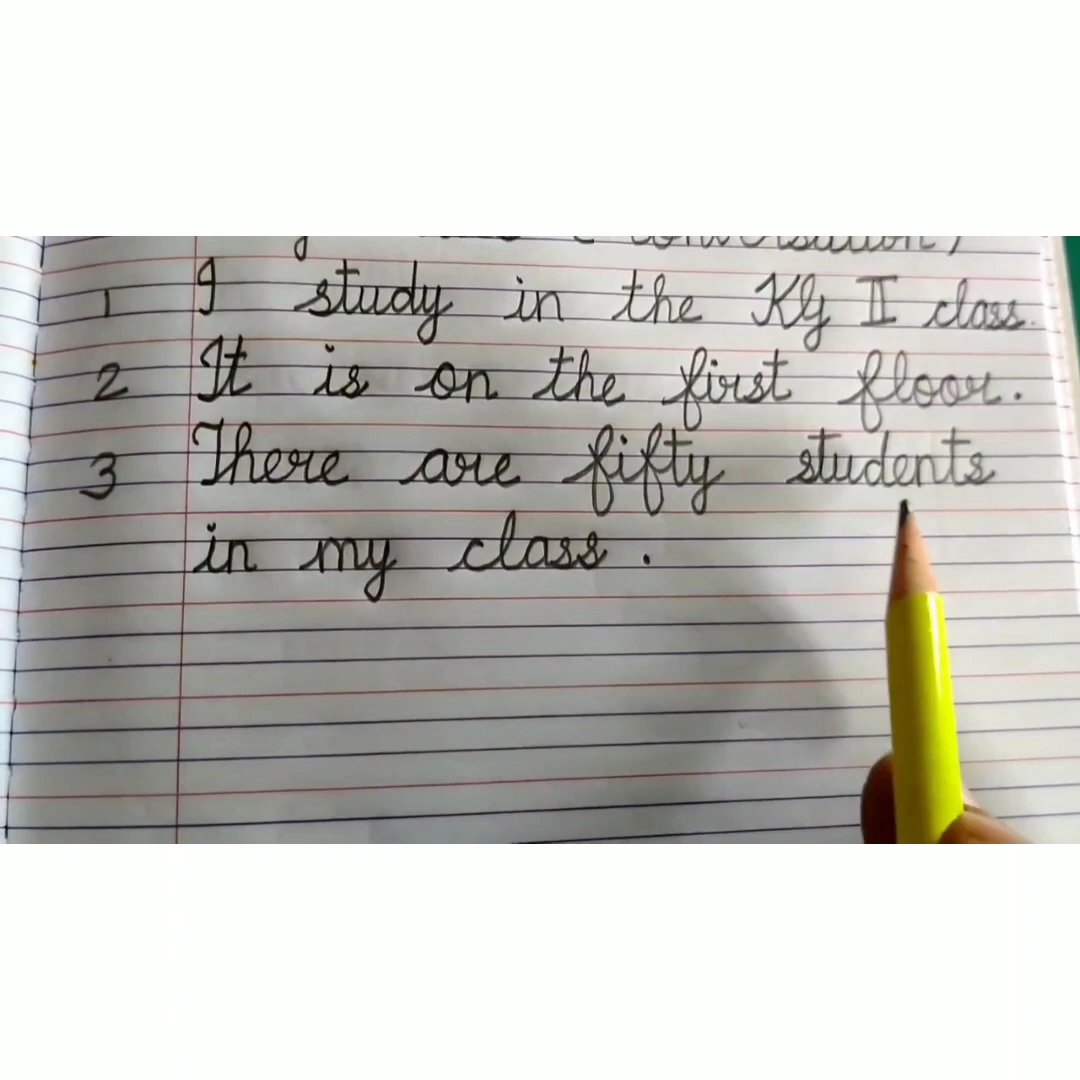 conversation)
1 I study in the KG II class.
2 It is on the first floor.
3 There are fifty students
in my class.